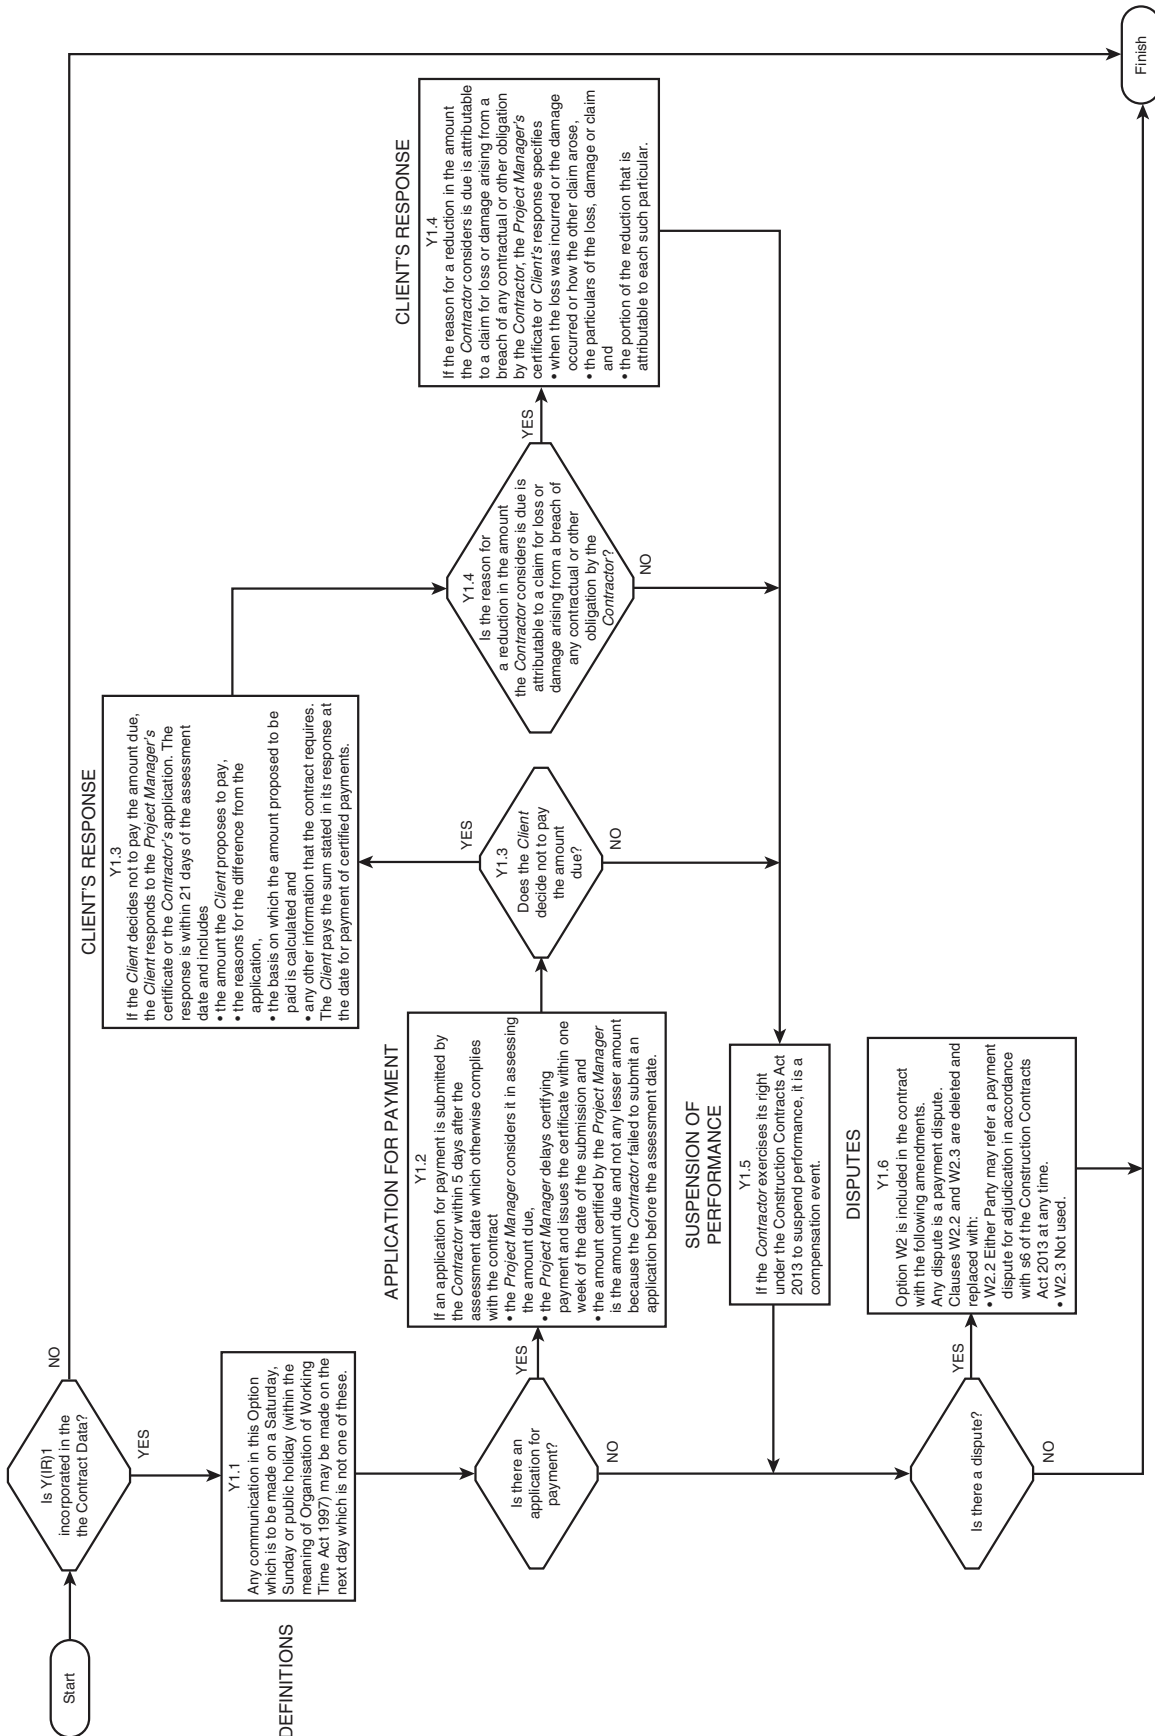 Start
Is Y(IR)1
incorporated in the
the Contract Data?
NO
YES
DEFINITIONS
Y1.1
Any communication in this Option
which is to be made on a Saturday,
Sunday or public holiday (within the
meaning of Organisation of Working
Time Act 1997) may be made on the
next day which is not one of these.
Is there an
application for
payment?
YES
NO
APPLICATION FOR PAYMENT
Y1.2
If an application for payment is submitted by
the Contractor within 5 days after the
assessment date which otherwise complies
with the contract
• the Project Manager considers it in assessing
the amount due,
• the Project Manager delays certifying
payment and issues the certificate within one
week of the date of the submission and
• the amount certified by the Project Manager
is the amount due and not any lesser amount
because the Contractor failed to submit an
application before the assessment date.
Y1.3
Does the Client
decide not to pay
the amount
due?
YES
NO
CLIENT'S RESPONSE
Y1.3
If the Client decides not to pay the amount due,
the Client responds to the Project Manager's
certificate or the Contractor's application. The
response is within 21 days of the assessment
date and includes
• the amount the Client proposes to pay,
• the reasons for the difference from the
application,
• the basis on which the amount proposed to be
paid is calculated and
• any other information that the contract requires.
The Client pays the sum stated in its response at
the date for payment of certified payments.
Y1.4
Is the reason for
a reduction in the amount
the Contractor considers is due is
attributable to a claim for loss or
damage arising from a breach of
any contractual or other
obligation by the
Contractor?
YES
NO
CLIENT'S RESPONSE
Y1.4
If the reason for a reduction in the amount
the Contractor considers is due is attributable
to a claim for loss or damage arising from a
breach of any contractual or other obligation
by the Contractor, the Project Manager's
certificate or Client's response specifies
• when the loss was incurred or the damage
occurred or how the other claim arose,
• the particulars of the loss, damage or claim
and
• the portion of the reduction that is
attributable to each such particular.
SUSPENSION OF
PERFORMANCE
Y1.5
If the Contractor exercises its right
under the Construction Contracts Act
2013 to suspend performance, it is a
compensation event.
Is there a dispute?
YES
NO
DISPUTES
Y1.6
Option W2 is included in the contract
with the following amendments.
Any dispute is a payment dispute.
Clauses W2.2 and W2.3 are deleted and
replaced with:
• W2.2 Either Party may refer a payment
dispute for adjudication in accordance
with s6 of the Construction Contracts
Act 2013 at any time.
• W2.3 Not used.
Finish